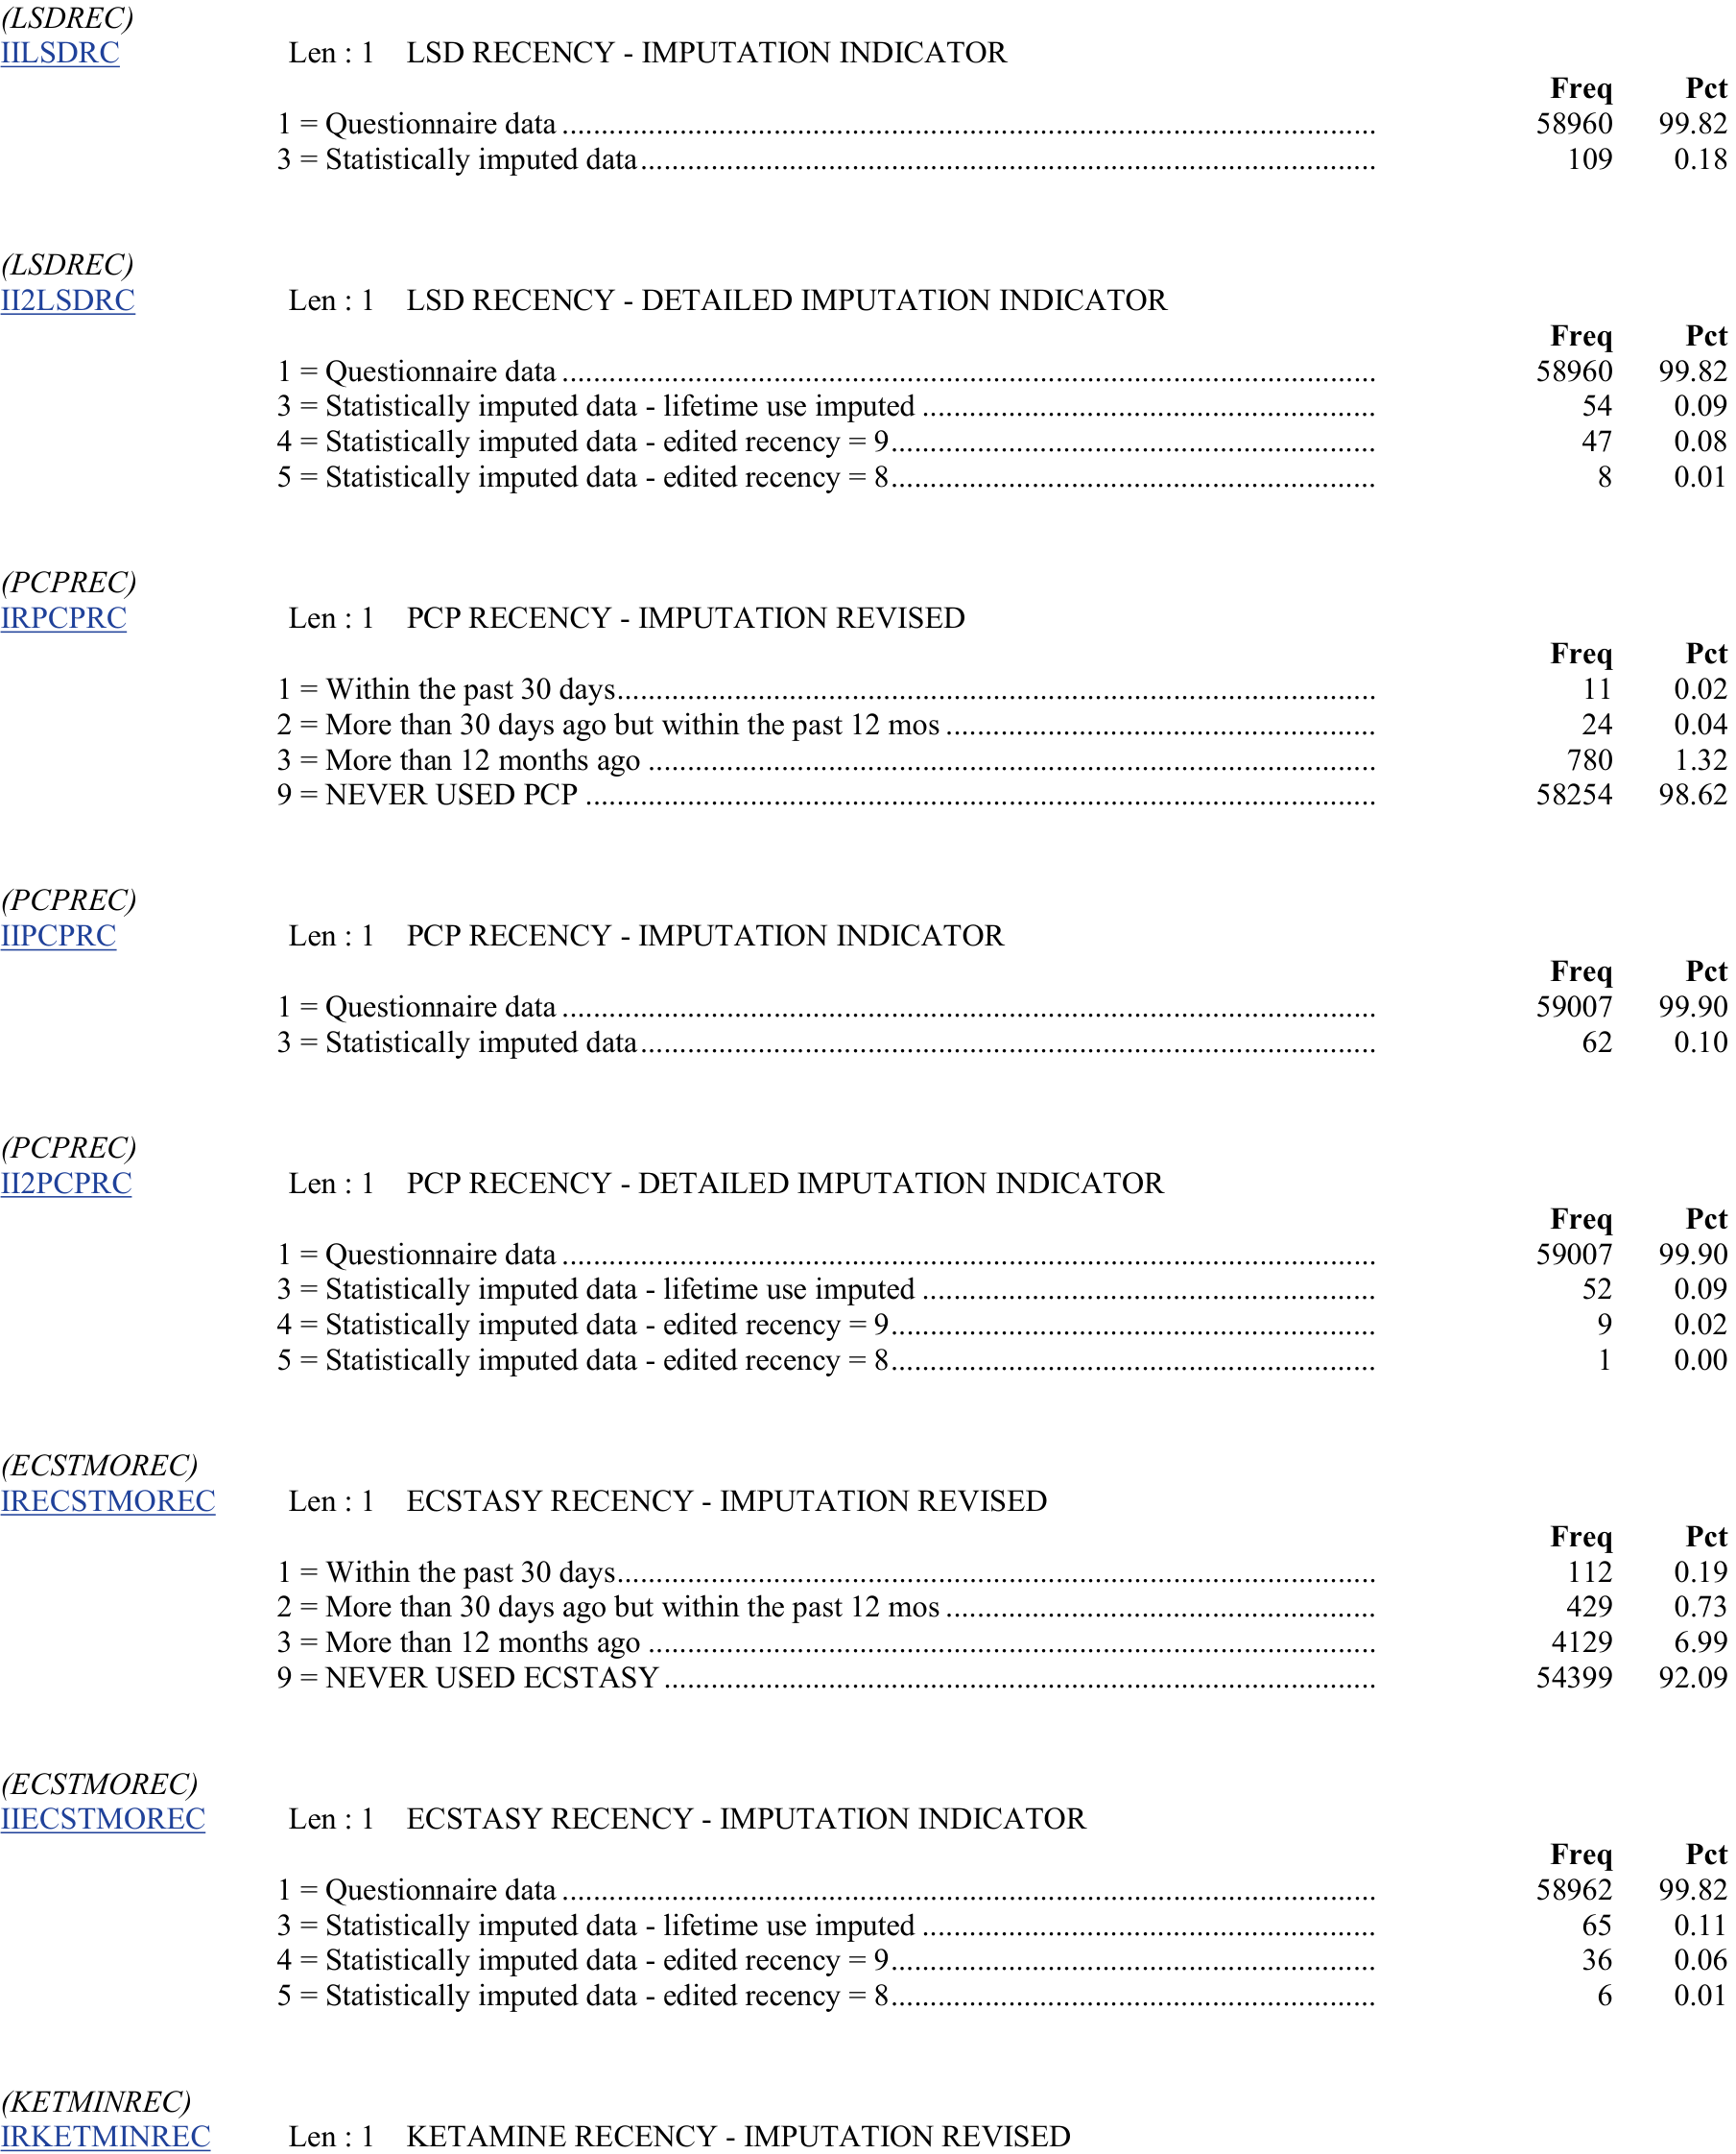 (LSDREC)
IILSDRC Len : 1 LSD RECENCY - IMPUTATION INDICATOR
Freq Pct
1 = Questionnaire data ........................................................................................................ 58960 99.82
3 = Statistically imputed data.............................................................................................. 109 0.18
(LSDREC)
II2LSDRC Len : 1 LSD RECENCY - DETAILED IMPUTATION INDICATOR
Freq Pct
1 = Questionnaire data ........................................................................................................ 58960 99.82
3 = Statistically imputed data - lifetime use imputed .......................................................... 54 0.09
4 = Statistically imputed data - edited recency = 9.............................................................. 47 0.08
5 = Statistically imputed data - edited recency = 8.............................................................. 8 0.01
(PCPREC)
IRPCPRC Len : 1 PCP RECENCY - IMPUTATION REVISED
Freq Pct
1 = Within the past 30 days................................................................................................. 11 0.02
2 = More than 30 days ago but within the past 12 mos ....................................................... 24 0.04
3 = More than 12 months ago ............................................................................................. 780 1.32
9 = NEVER USED PCP ..................................................................................................... 58254 98.62
(PCPREC)
IIPCPRC Len : 1 PCP RECENCY - IMPUTATION INDICATOR
Freq Pct
1 = Questionnaire data ........................................................................................................ 59007 99.90
3 = Statistically imputed data.............................................................................................. 62 0.10
(PCPREC)
II2PCPRC Len : 1 PCP RECENCY - DETAILED IMPUTATION INDICATOR
Freq Pct
1 = Questionnaire data ........................................................................................................ 59007 99.90
3 = Statistically imputed data - lifetime use imputed .......................................................... 52 0.09
4 = Statistically imputed data - edited recency = 9.............................................................. 9 0.02
5 = Statistically imputed data - edited recency = 8.............................................................. 1 0.00
(ECSTMOREC)
IRECSTMOREC Len : 1 ECSTASY RECENCY - IMPUTATION REVISED
Freq Pct
1 = Within the past 30 days................................................................................................. 112 0.19
2 = More than 30 days ago but within the past 12 mos ....................................................... 429 0.73
3 = More than 12 months ago ............................................................................................. 4129 6.99
9 = NEVER USED ECSTASY ........................................................................................... 54399 92.09
(ECSTMOREC)
IIECSTMOREC Len : 1 ECSTASY RECENCY - IMPUTATION INDICATOR
Freq Pct
1 = Questionnaire data ........................................................................................................ 58962 99.82
3 = Statistically imputed data - lifetime use imputed .......................................................... 65 0.11
4 = Statistically imputed data - edited recency = 9.............................................................. 36 0.06
5 = Statistically imputed data - edited recency = 8.............................................................. 6 0.01
(KETMINREC)
IRKETMINREC Len : 1 KETAMINE RECENCY - IMPUTATION REVISED